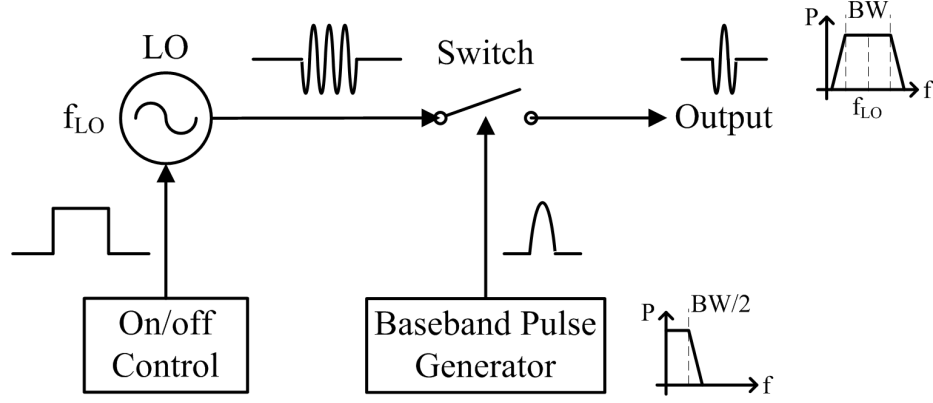 LO
Switch
P
BW
f
f_LO
f_LO
Output
On/off
Control
Baseband Pulse
Generator
P
BW/2
f